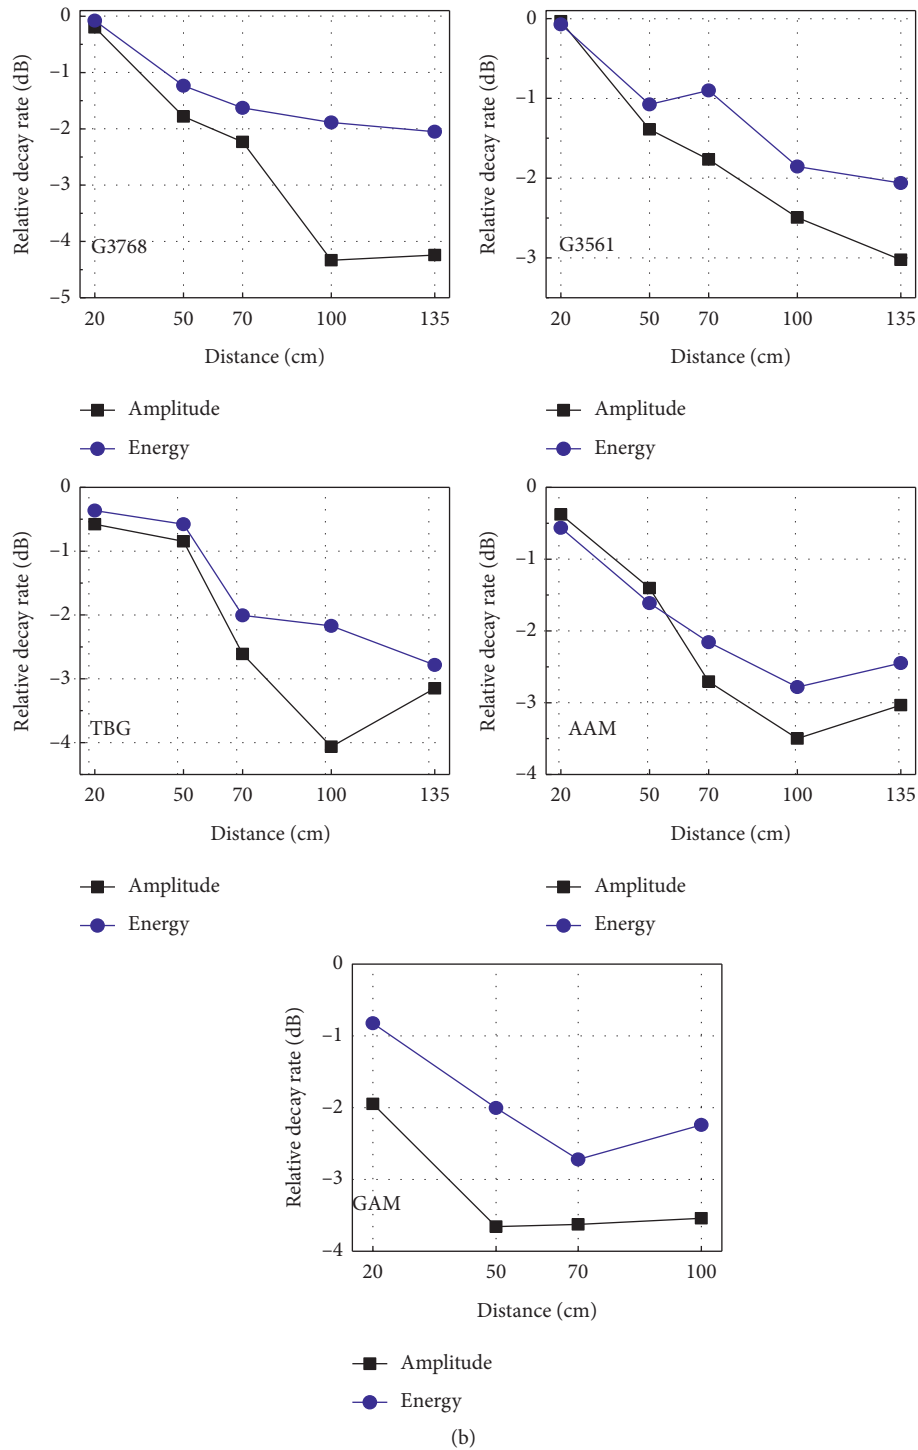 0
−1
−2
−3
−4
−5
Relative decay rate (dB)
G3768
20 50 70 100 135
Distance (cm)
Amplitude
Energy
0
−1
−2
−3
Relative decay rate (dB)
G3561
20 50 70 100 135
Distance (cm)
Amplitude
Energy
0
−1
−2
−3
−4
Relative decay rate (dB)
TBG
20 50 70 100 135
Distance (cm)
Amplitude
Energy
0
−1
−2
−3
−4
Relative decay rate (dB)
AAM
20 50 70 100 135
Distance (cm)
Amplitude
Energy
0
−1
−2
−3
−4
Relative decay rate (dB)
GAM
20 50 70 100
Distance (cm)
Amplitude
Energy
(b)